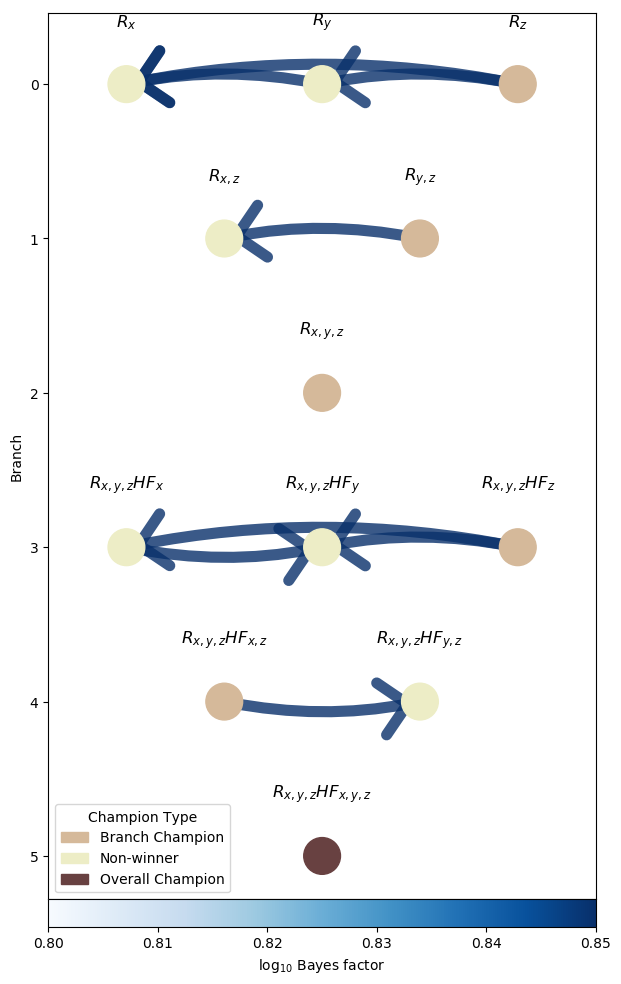 R_x R_y R_z
0
R_{x,z} R_{y,z}
1
R_{x,y,z}
2
Branch
R_{x,y,z}HF_x R_{x,y,z}HF_y R_{x,y,z}HF_z
3
R_{x,y,z}HF_{x,z} R_{x,y,z}HF_{y,z}
4
R_{x,y,z}HF_{x,y,z}
Champion Type
Branch Champion
Non-winner
Overall Champion
5
0.80 0.81 0.82 0.83 0.84 0.85
log₁₀ Bayes factor